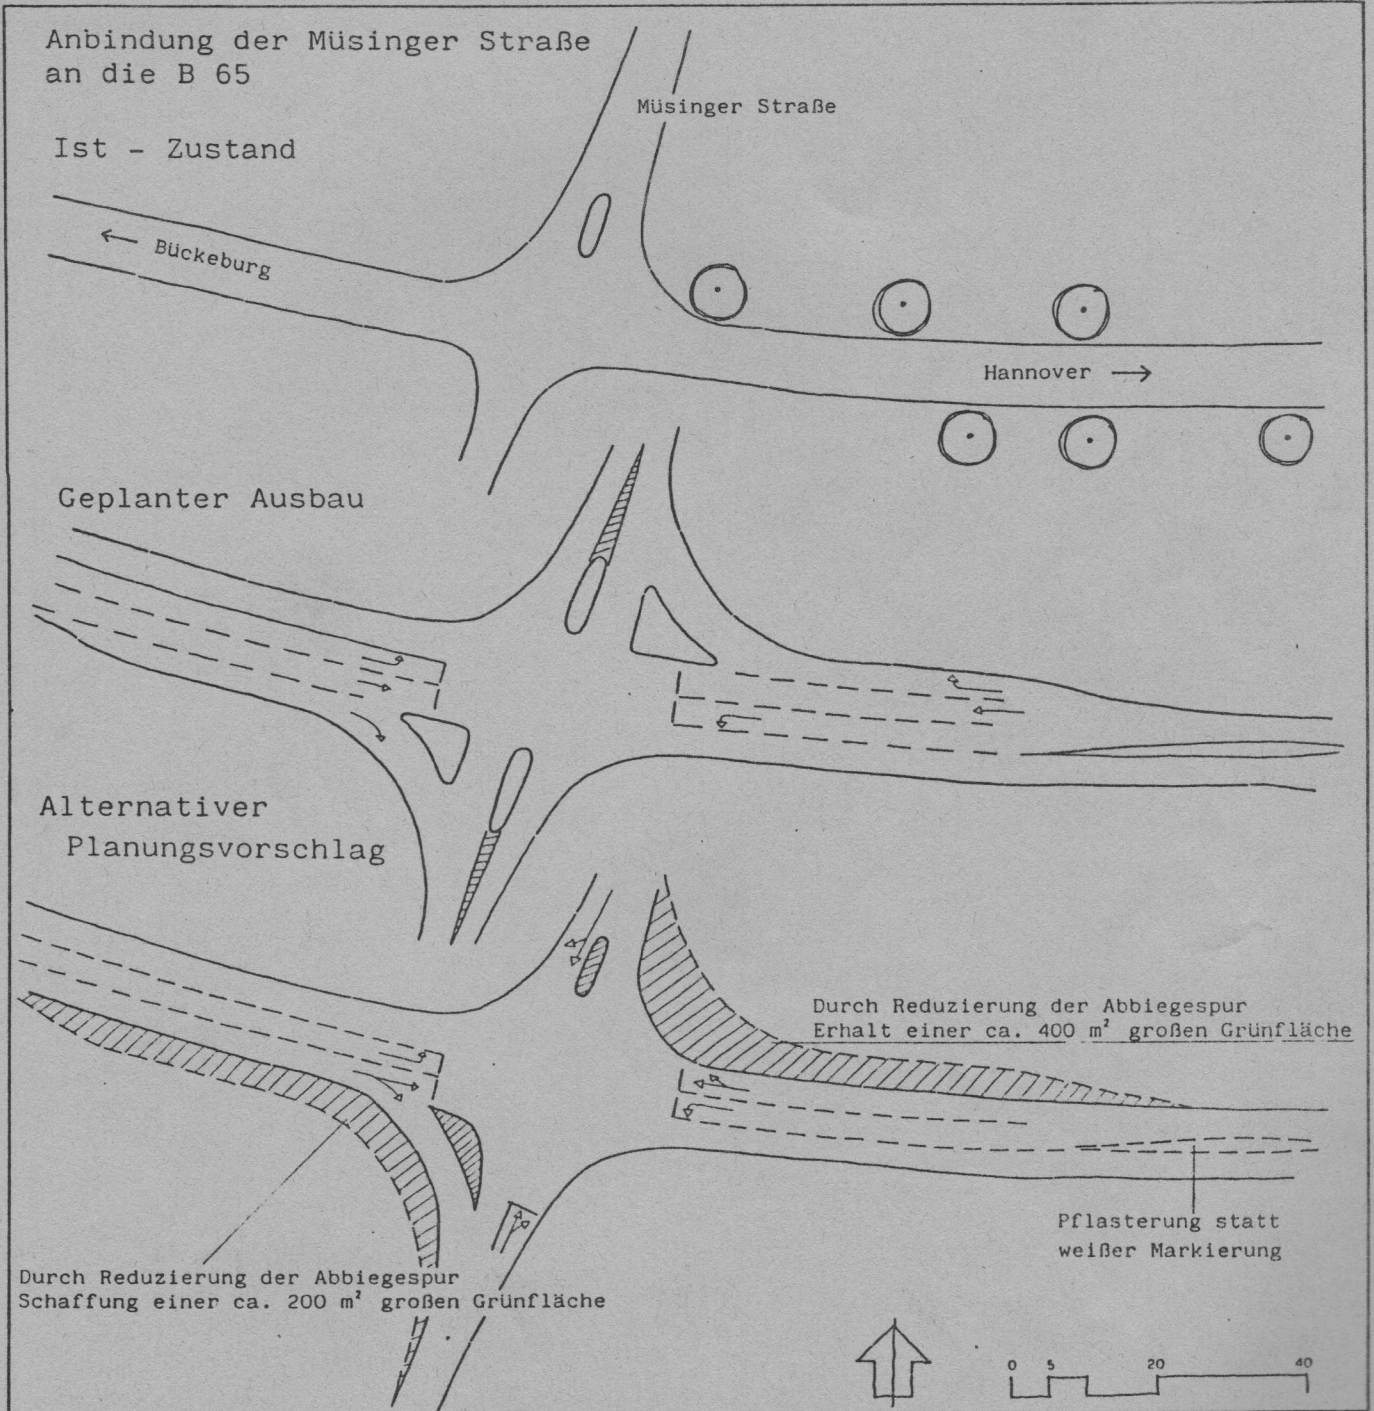 Anbindung der Müsinger Straße
an die B 65
Müsinger Straße
Ist - Zustand
← Bückeburg
Hannover →
Geplanter Ausbau
Alternativer
Planungsvorschlag
Durch Reduzierung der Abbiegespur
Erhalt einer ca. 400 m² großen Grünfläche
Pflasterung statt
weißer Markierung
Durch Reduzierung der Abbiegespur
Schaffung einer ca. 200 m² großen Grünfläche
0 5 20 40